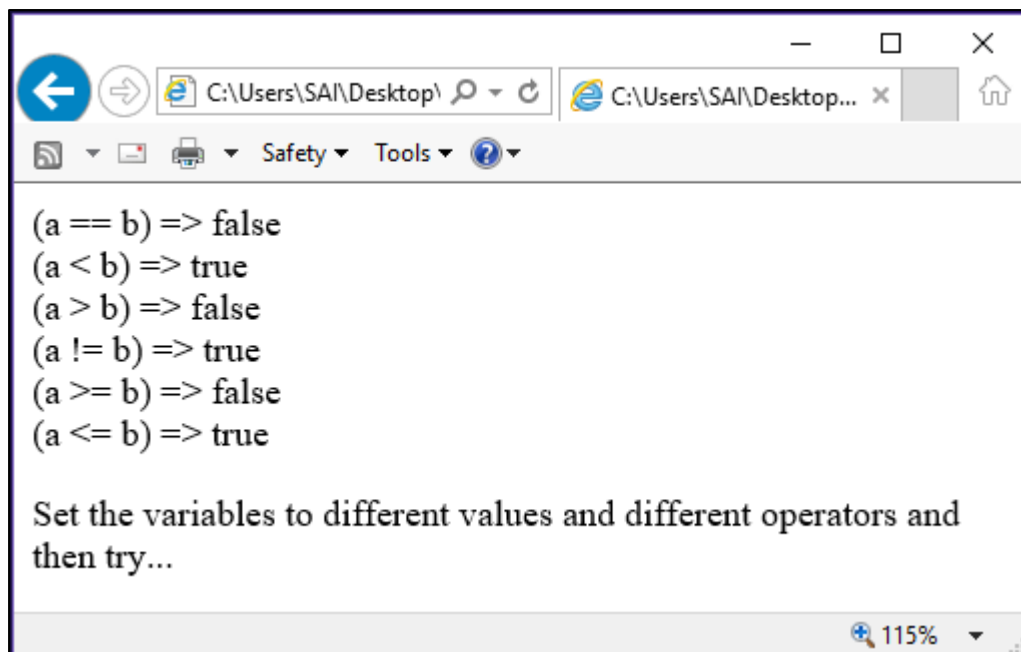 C:\Users\SAI\Desktop\
C:\Users\SAI\Desktop...
Safety Tools
(a == b) => false
(a < b) => true
(a > b) => false
(a != b) => true
(a >= b) => false
(a <= b) => true
Set the variables to different values and different operators and
then try...
115%